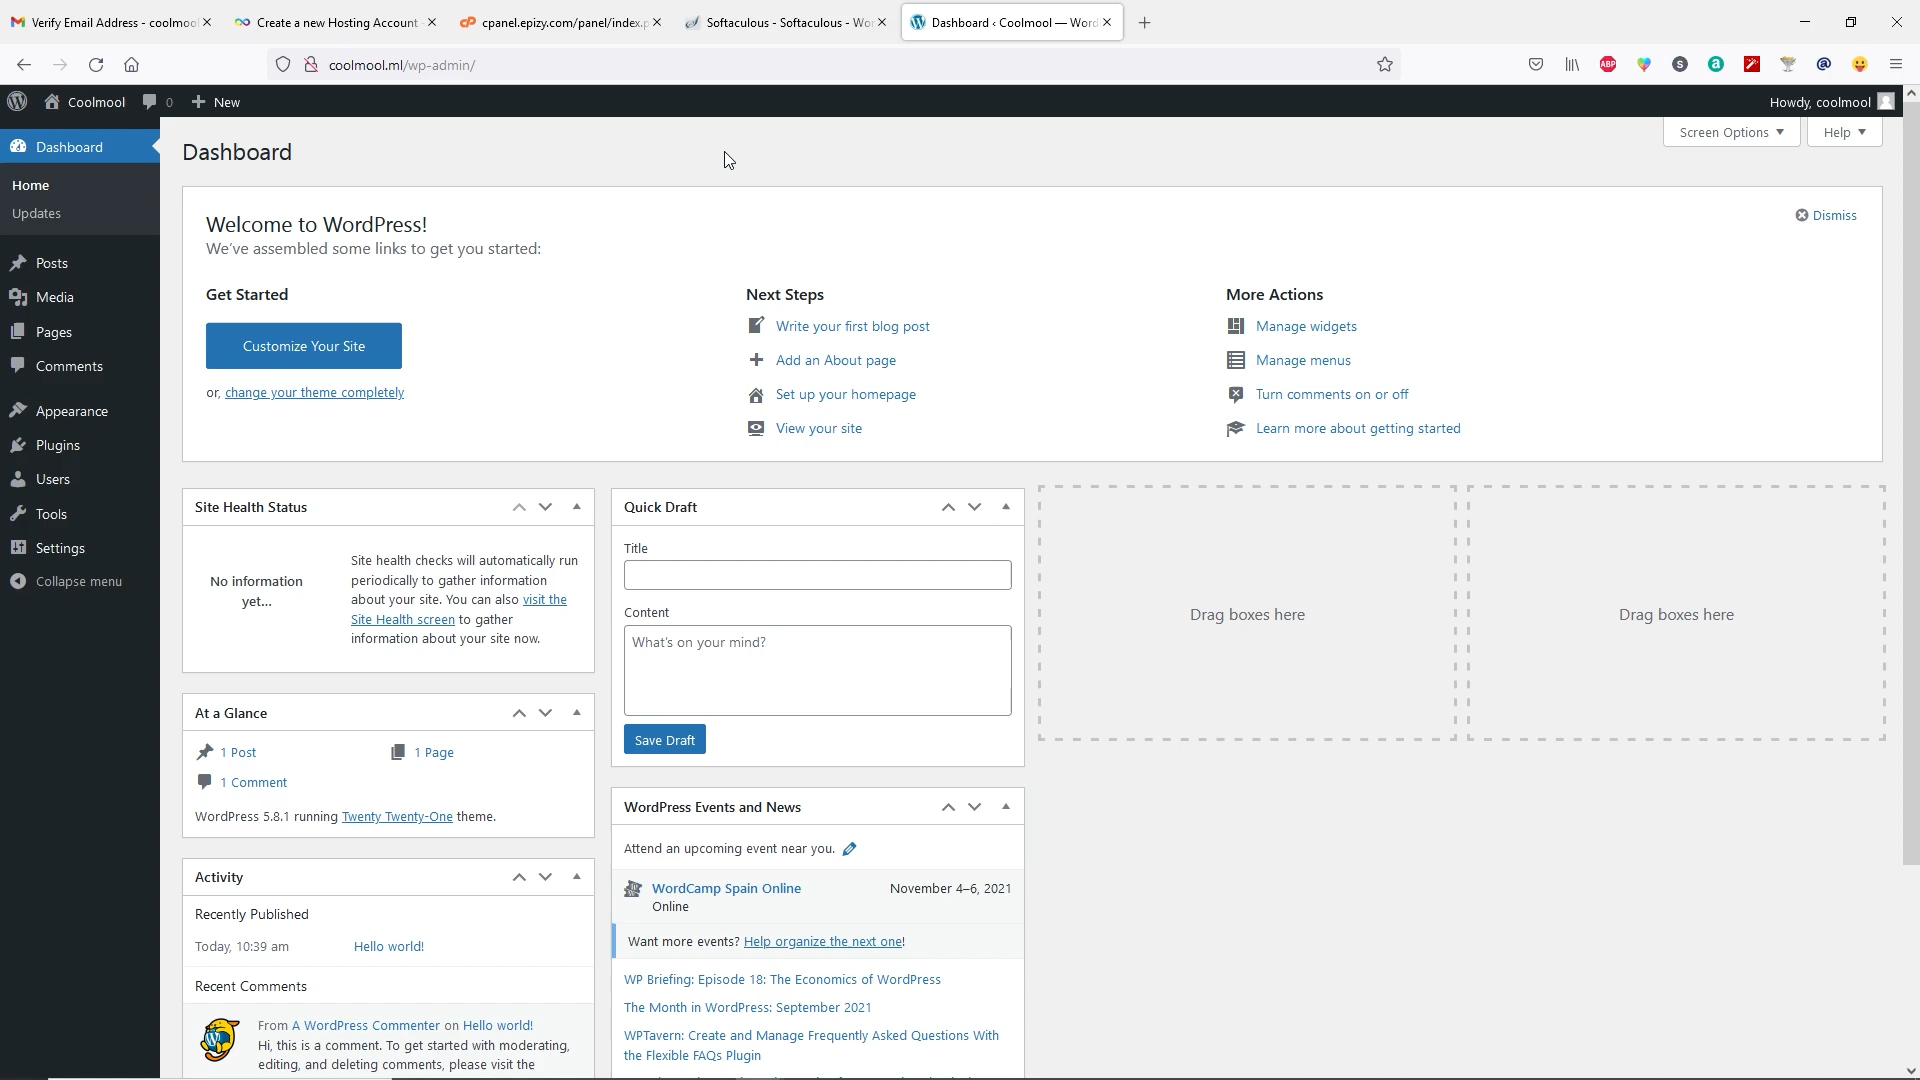 Verify Email Address - coolmool
Create a new Hosting Account -
cpanel.epizy.com/panel/index.p
Softaculous - Softaculous - Wor
Dashboard ‹ Coolmool — Word
coolmool.ml/wp-admin/
ABP
S
a
@
Coolmool
0
New
Howdy, coolmool
Dashboard
Home
Updates
Posts
Media
Pages
Comments
Appearance
Plugins
Users
Tools
Settings
Collapse menu
Dashboard
Screen Options
Help
Welcome to WordPress!
We've assembled some links to get you started:
Dismiss
Get Started
Customize Your Site
or, change your theme completely
Next Steps
Write your first blog post
Add an About page
Set up your homepage
View your site
More Actions
Manage widgets
Manage menus
Turn comments on or off
Learn more about getting started
Site Health Status
No information
yet...
Site health checks will automatically run
periodically to gather information
about your site. You can also visit the
Site Health screen to gather
information about your site now.
At a Glance
1 Post
1 Page
1 Comment
WordPress 5.8.1 running Twenty Twenty-One theme.
Activity
Recently Published
Today, 10:39 am
Hello world!
Recent Comments
From A WordPress Commenter on Hello world!
Hi, this is a comment. To get started with moderating,
editing, and deleting comments, please visit the
Quick Draft
Title
Content
What's on your mind?
Save Draft
WordPress Events and News
Attend an upcoming event near you.
WordCamp Spain Online
November 4–6, 2021
Online
Want more events? Help organize the next one!
WP Briefing: Episode 18: The Economics of WordPress
The Month in WordPress: September 2021
WPTavern: Create and Manage Frequently Asked Questions With
the Flexible FAQs Plugin
Drag boxes here
Drag boxes here